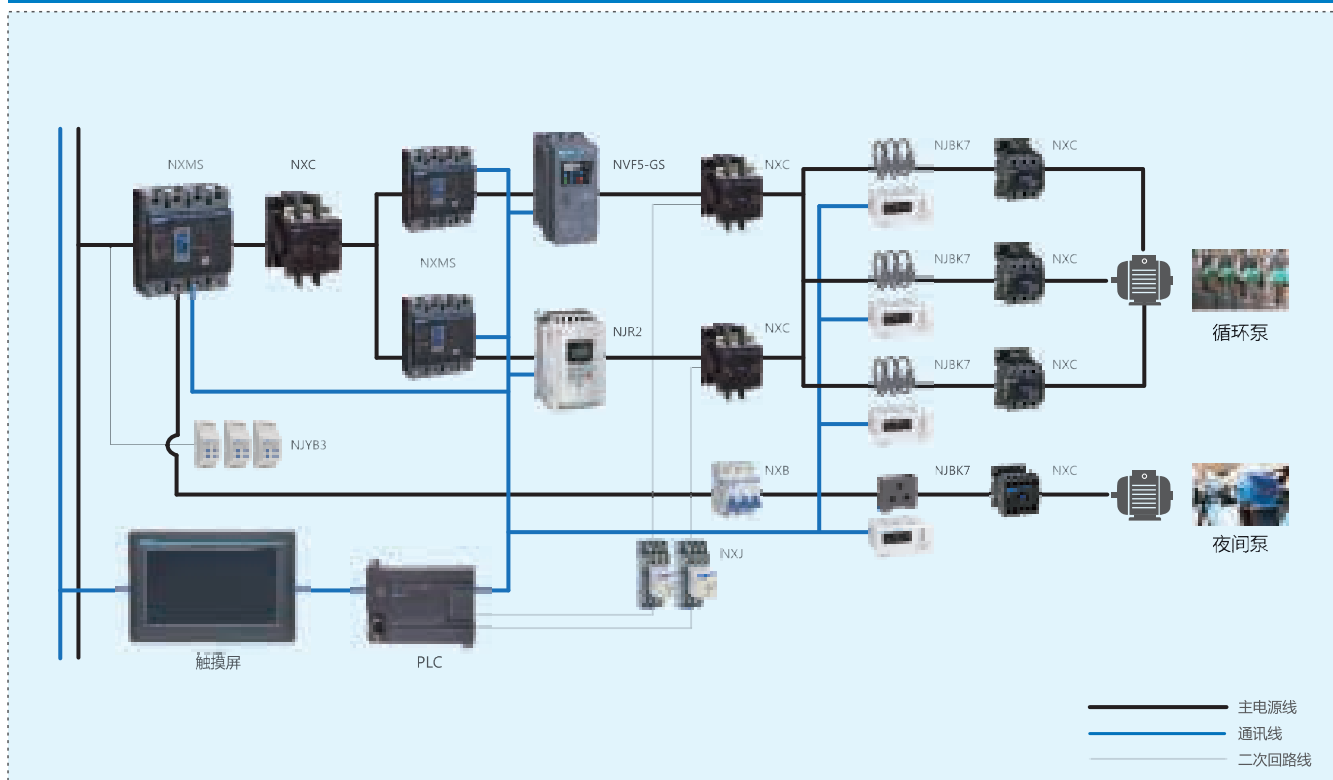 NXMS
NXC
NVF5-GS
NXC
NJBK7
NXC
NXMS
NJBK7
NXC
NJR2
NXC
循环泵
NJBK7
NXC
NJYB3
NXB
NJBK7
NXC
夜间泵
NXJ
触摸屏
PLC
主电源线
通讯线
二次回路线